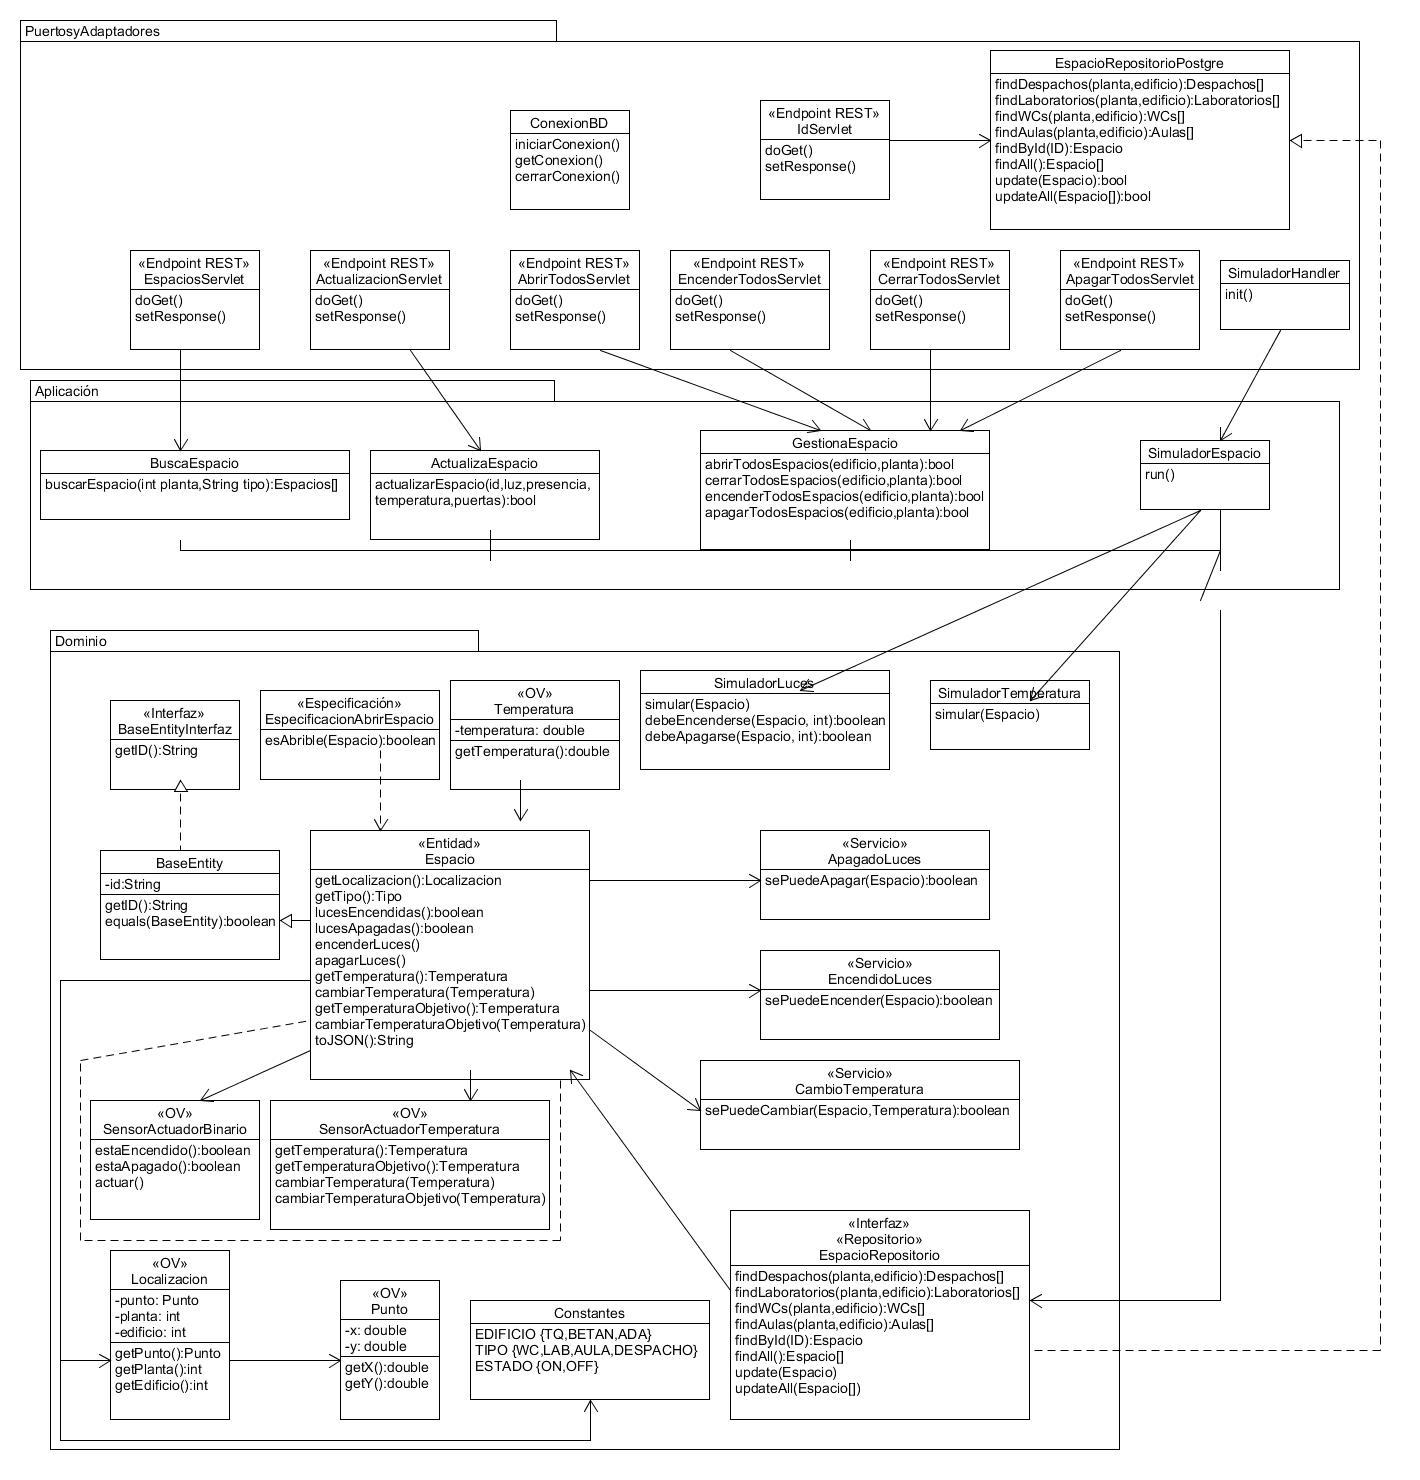 PuertosyAdaptadores
EspacioRepositorioPostgre
findDespachos(planta,edificio):Despachos[]
findLaboratorios(planta,edificio):Laboratorios[]
findWCs(planta,edificio):WCs[]
findAulas(planta,edificio):Aulas[]
findById(ID):Espacio
findAll():Espacio[]
update(Espacio):bool
updateAll(Espacio[]):bool
ConexionBD
iniciarConexion()
getConexion()
cerrarConexion()
«Endpoint REST»
IdServlet
doGet()
setResponse()
«Endpoint REST»
EspaciosServlet
doGet()
setResponse()
«Endpoint REST»
ActualizacionServlet
doGet()
setResponse()
«Endpoint REST»
AbrirTodosServlet
doGet()
setResponse()
«Endpoint REST»
EncenderTodosServlet
doGet()
setResponse()
«Endpoint REST»
CerrarTodosServlet
doGet()
setResponse()
«Endpoint REST»
ApagarTodosServlet
doGet()
setResponse()
SimuladorHandler
init()
Aplicación
BuscaEspacio
buscarEspacio(int planta,String tipo):Espacios[]
ActualizaEspacio
actualizarEspacio(id,luz,presencia,
temperatura,puertas):bool
GestionaEspacio
abrirTodosEspacios(edificio,planta):bool
cerrarTodosEspacios(edificio,planta):bool
encenderTodosEspacios(edificio,planta):bool
apagarTodosEspacios(edificio,planta):bool
SimuladorEspacio
run()
Dominio
«Interfaz»
BaseEntityInterfaz
getID():String
«Especificación»
EspecificacionAbrirEspacio
esAbrible(Espacio):boolean
«OV»
Temperatura
-temperatura: double
getTemperatura():double
SimuladorLuces
simular(Espacio)
debeEncenderse(Espacio, int):boolean
debeApagarse(Espacio, int):boolean
SimuladorTemperatura
simular(Espacio)
BaseEntity
-id:String
getID():String
equals(BaseEntity):boolean
«Entidad»
Espacio
getLocalizacion():Localizacion
getTipo():Tipo
lucesEncendidas():boolean
lucesApagadas():boolean
encenderLuces()
apagarLuces()
getTemperatura():Temperatura
cambiarTemperatura(Temperatura)
getTemperaturaObjetivo():Temperatura
cambiarTemperaturaObjetivo(Temperatura)
toJSON():String
«Servicio»
ApagadoLuces
sePuedeApagar(Espacio):boolean
«Servicio»
EncendidoLuces
sePuedeEncender(Espacio):boolean
«Servicio»
CambioTemperatura
sePuedeCambiar(Espacio,Temperatura):boolean
«OV»
SensorActuadorBinario
estaEncendido():boolean
estaApagado():boolean
actuar()
«OV»
SensorActuadorTemperatura
getTemperatura():Temperatura
getTemperaturaObjetivo():Temperatura
cambiarTemperatura(Temperatura)
cambiarTemperaturaObjetivo(Temperatura)
«Interfaz»
«Repositorio»
EspacioRepositorio
findDespachos(planta,edificio):Despachos[]
findLaboratorios(planta,edificio):Laboratorios[]
findWCs(planta,edificio):WCs[]
findAulas(planta,edificio):Aulas[]
findById(ID):Espacio
findAll():Espacio[]
update(Espacio)
updateAll(Espacio[])
«OV»
Localizacion
-punto: Punto
-planta: int
-edificio: int
getPunto():Punto
getPlanta():int
getEdificio():int
«OV»
Punto
-x: double
-y: double
getX():double
getY():double
Constantes
EDIFICIO {TQ,BETAN,ADA}
TIPO {WC,LAB,AULA,DESPACHO}
ESTADO {ON,OFF}